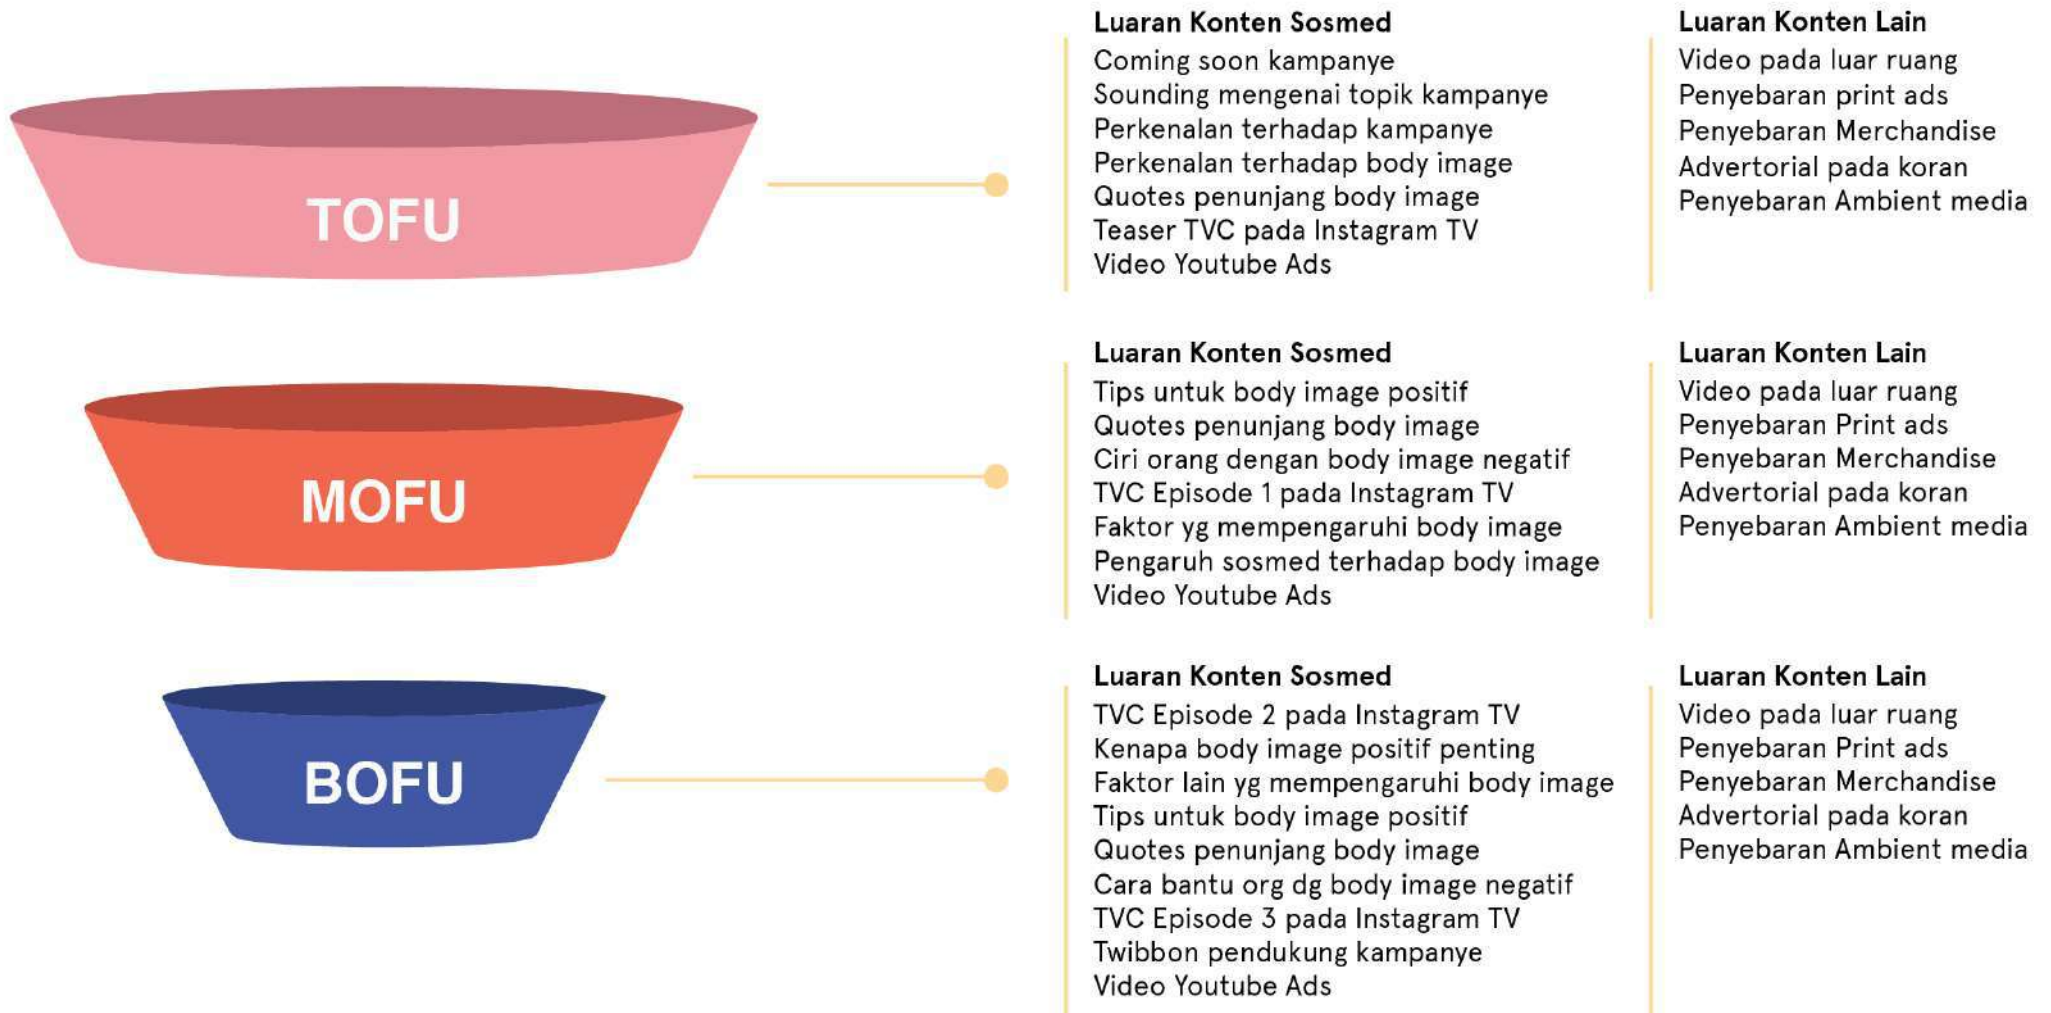 TOFU
Luaran Konten Sosmed
Coming soon kampanye
Sounding mengenai topik kampanye
Perkenalan terhadap kampanye
Perkenalan terhadap body image
Quotes penunjang body image
Teaser TVC pada Instagram TV
Video Youtube Ads
Luaran Konten Lain
Video pada luar ruang
Penyebaran print ads
Penyebaran Merchandise
Advertorial pada koran
Penyebaran Ambient media
MOFU
Luaran Konten Sosmed
Tips untuk body image positif
Quotes penunjang body image
Ciri orang dengan body image negatif
TVC Episode 1 pada Instagram TV
Faktor yg mempengaruhi body image
Pengaruh sosmed terhadap body image
Video Youtube Ads
Luaran Konten Lain
Video pada luar ruang
Penyebaran Print ads
Penyebaran Merchandise
Advertorial pada koran
Penyebaran Ambient media
BOFU
Luaran Konten Sosmed
TVC Episode 2 pada Instagram TV
Kenapa body image positif penting
Faktor lain yg mempengaruhi body image
Tips untuk body image positif
Quotes penunjang body image
Cara bantu org dg body image negatif
TVC Episode 3 pada Instagram TV
Twibbon pendukung kampanye
Video Youtube Ads
Luaran Konten Lain
Video pada luar ruang
Penyebaran Print ads
Penyebaran Merchandise
Advertorial pada koran
Penyebaran Ambient media